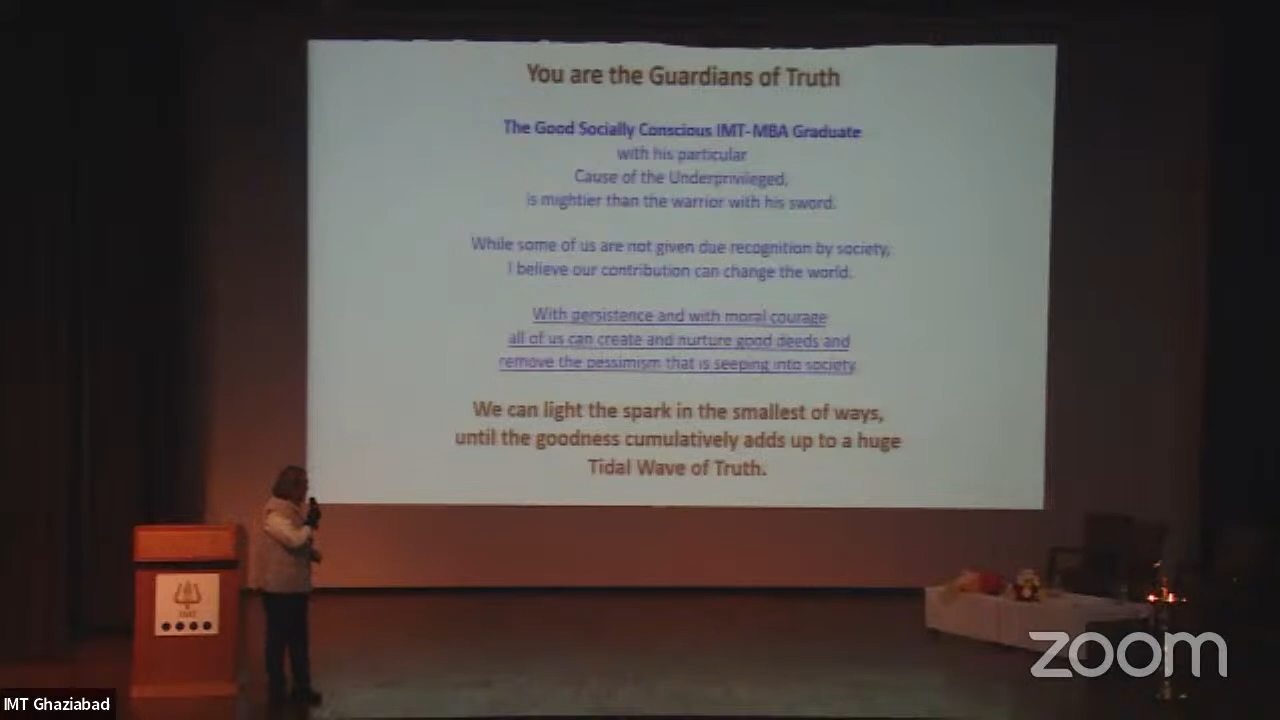 You are the Guardians of Truth
The Good Socially Conscious IMT-MBA Graduate
with his particular
Cause of the Underprivileged,
is mightier than the warrior with his sword.
While some of us are not given due recognition by society,
I believe our contribution can change the world.
With persistence and with moral courage
all of us can create and nurture good deeds and
remove the pessimism that is seeping into society
We can light the spark in the smallest of ways,
until the goodness cumulatively adds up to a huge
Tidal Wave of Truth.
IMT
zoom
IMT Ghaziabad